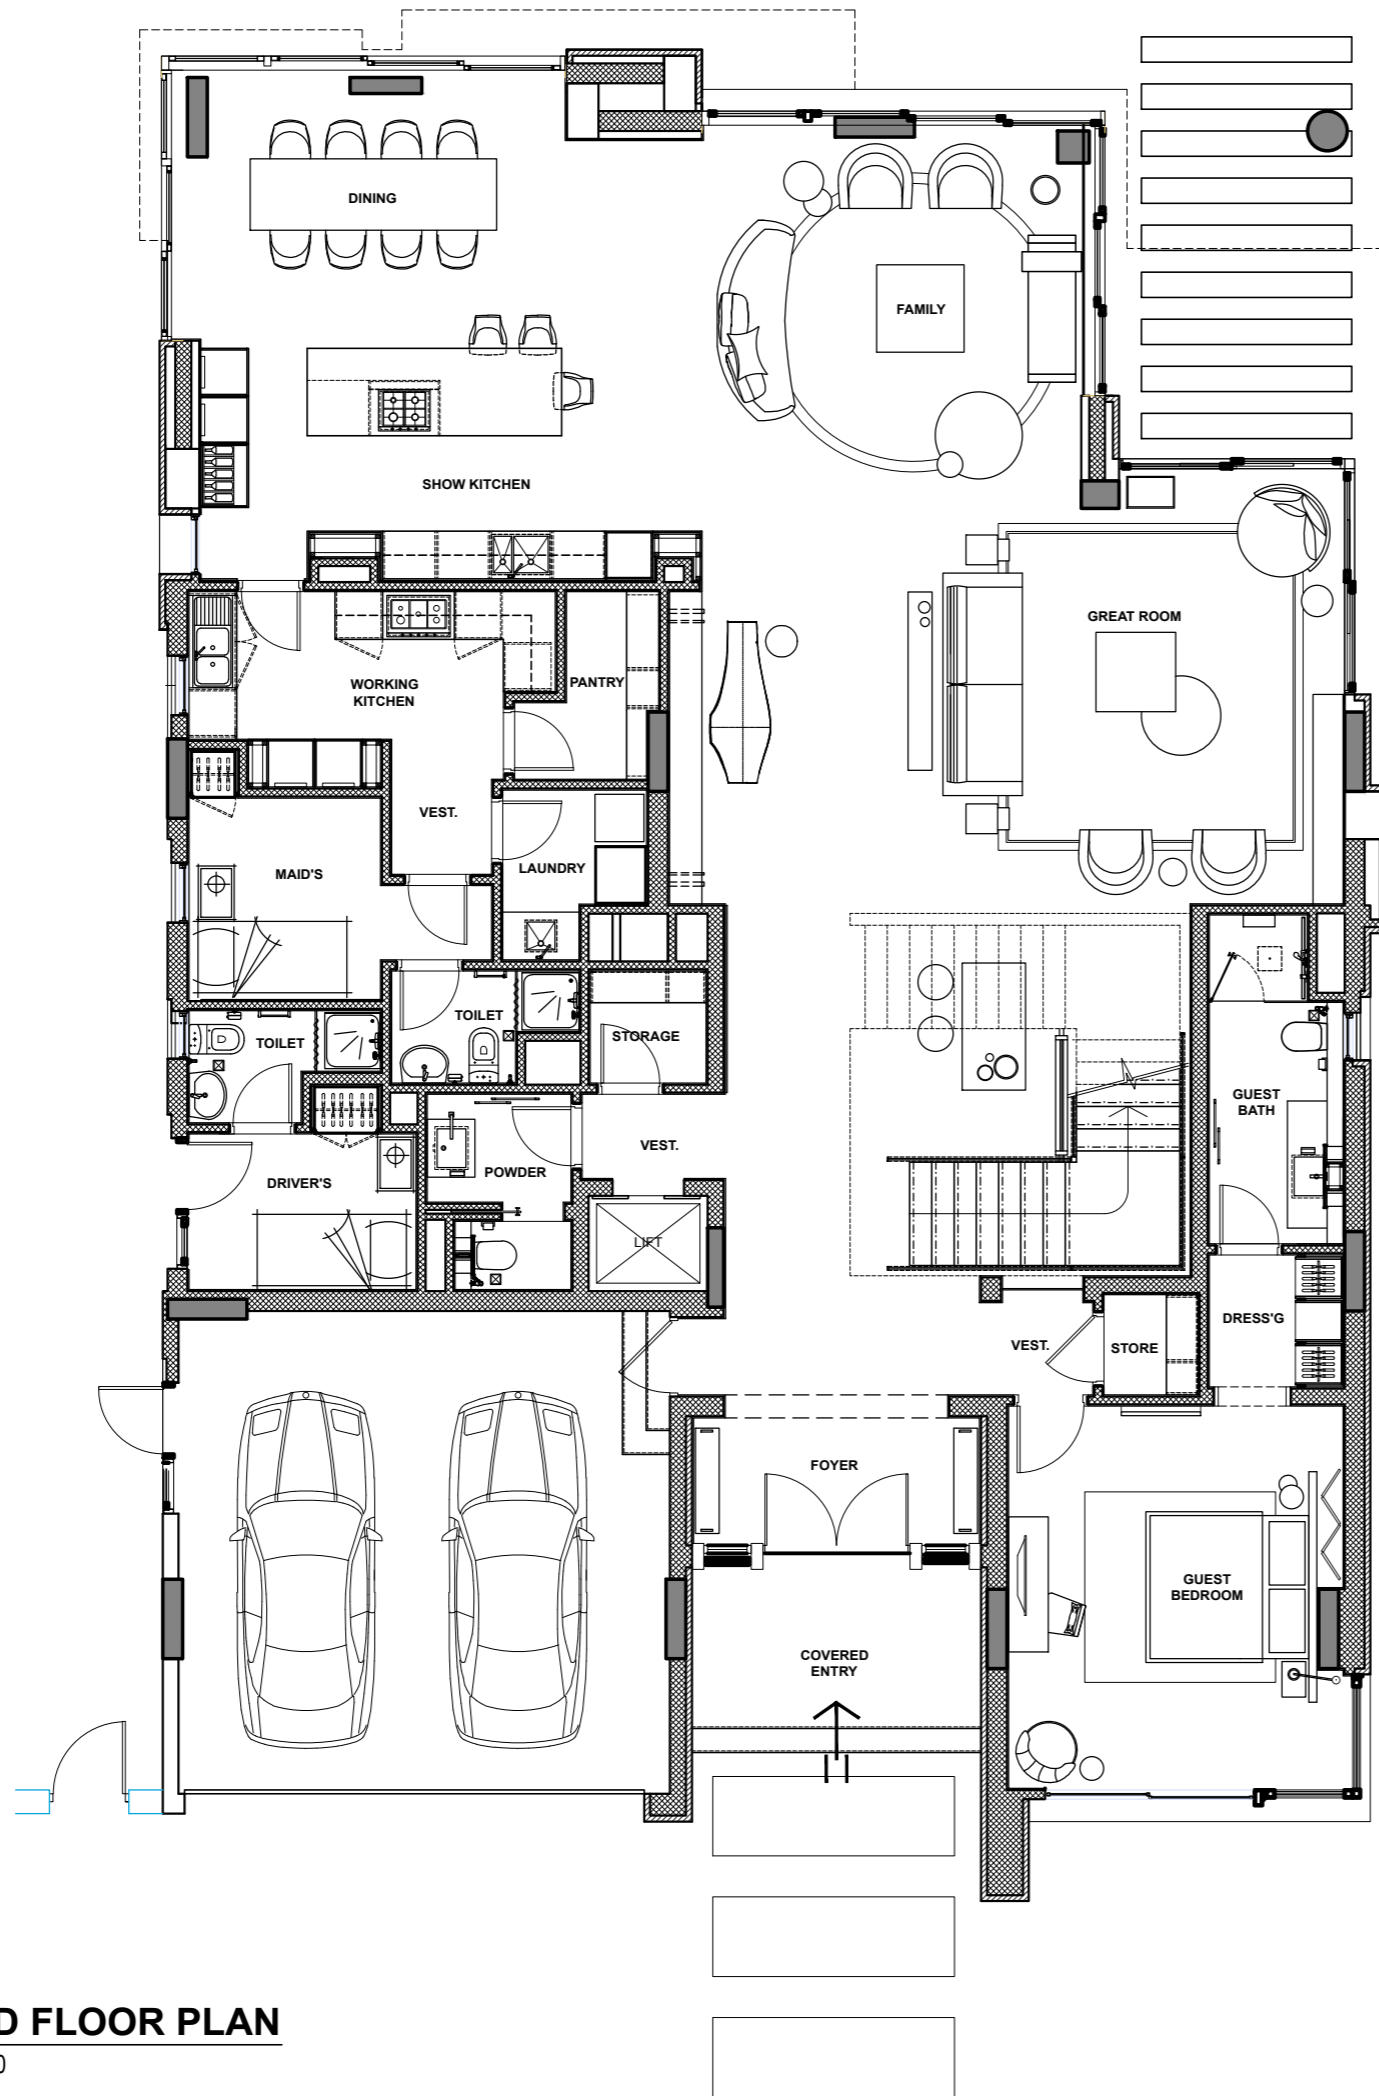 DINING
FAMILY
SHOW KITCHEN
GREAT ROOM
WORKING
KITCHEN
PANTRY
VEST.
LAUNDRY
MAID'S
TOILET
TOILET
STORAGE
GUEST
BATH
VEST.
POWDER
DRIVER'S
LIFT
DRESS'G
VEST.
STORE
FOYER
GUEST
BEDROOM
COVERED
ENTRY
D FLOOR PLAN
0